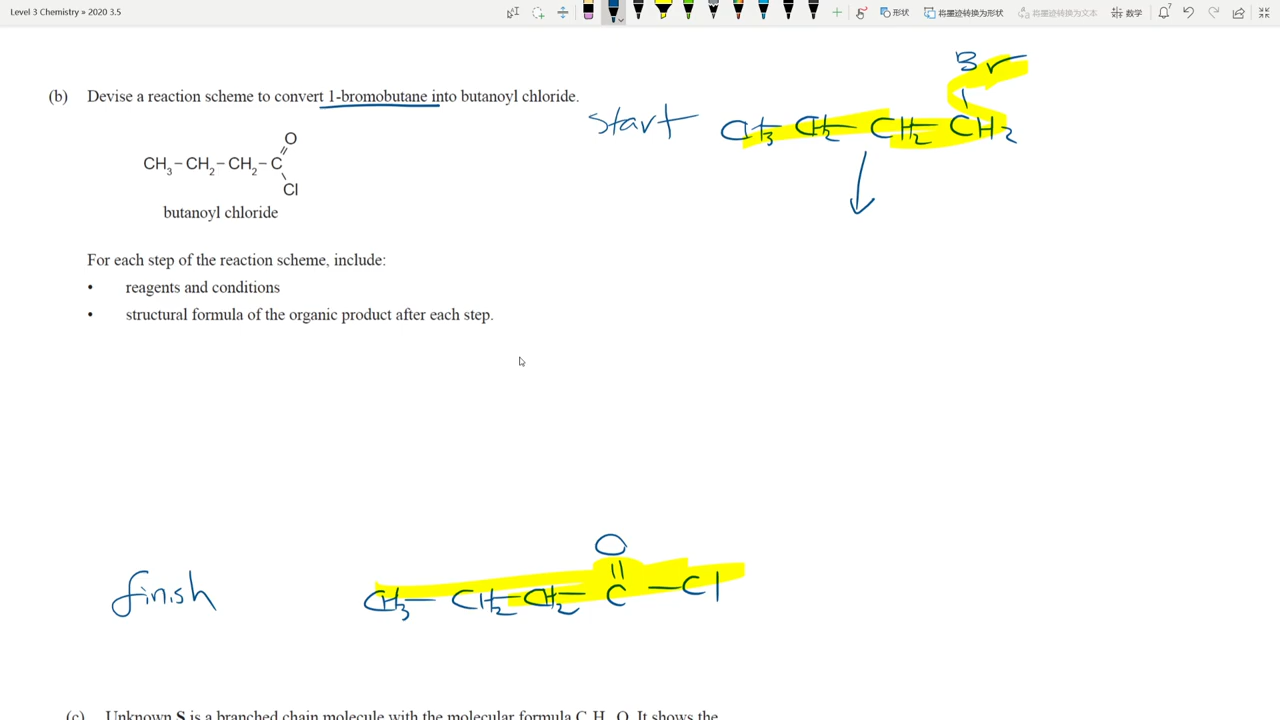 Level 3 Chemistry » 2020 3.5
形状 将墨迹转换为形状 将墨迹转换为文本 数学
(b) Devise a reaction scheme to convert 1-bromobutane into butanoyl chloride.
Br
start CH3 CH2 – CH2 – CH2
O
CH3 – CH2 – CH2 – C
Cl
butanoyl chloride
For each step of the reaction scheme, include:
• reagents and conditions
• structural formula of the organic product after each step.
O
finish CH3 – CH2 – CH2 – C – Cl
(c) Unknown S is a branched chain molecule with the molecular formula It shows the